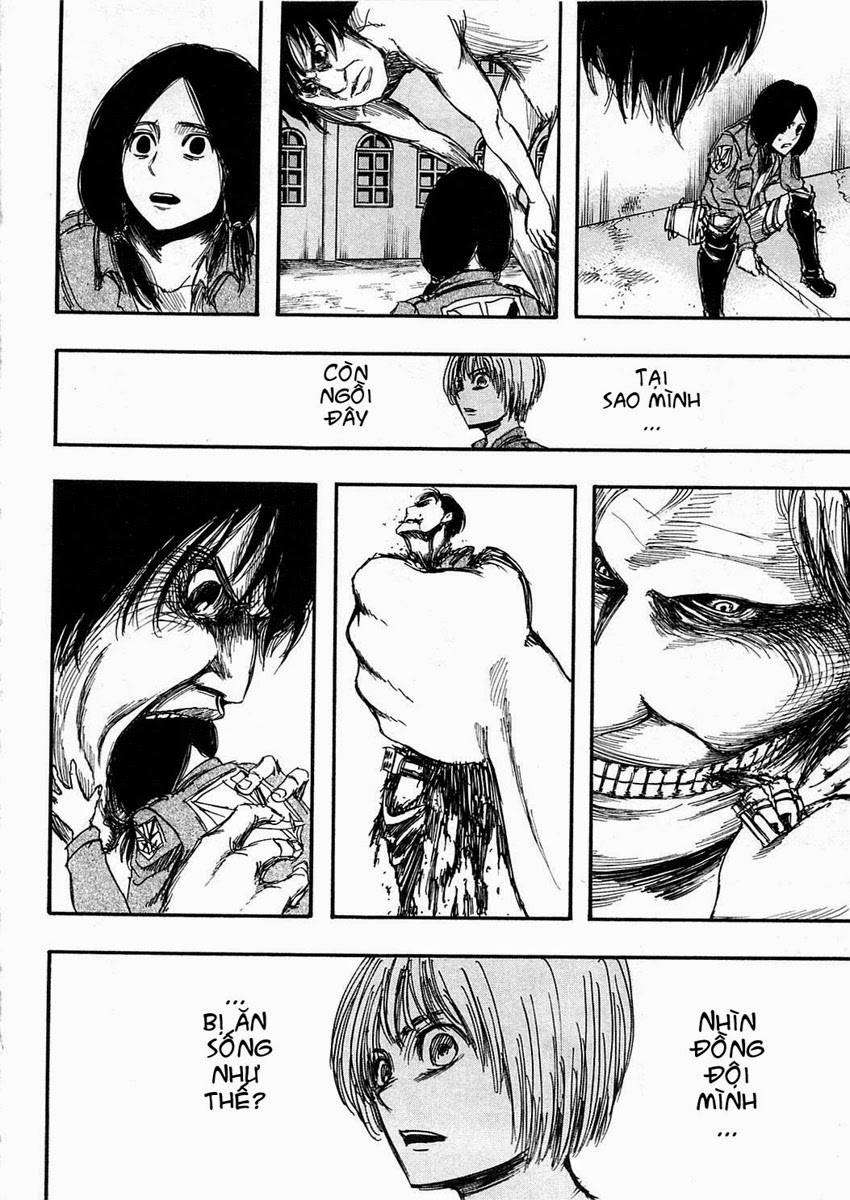 TẠI
SAO MÌNH
...
CÒN
NGỒI
ĐÂY
NHÌN
ĐỒNG
ĐỘI
MÌNH
...
...
BỊ ĂN
SỐNG
NHƯ
THẾ?